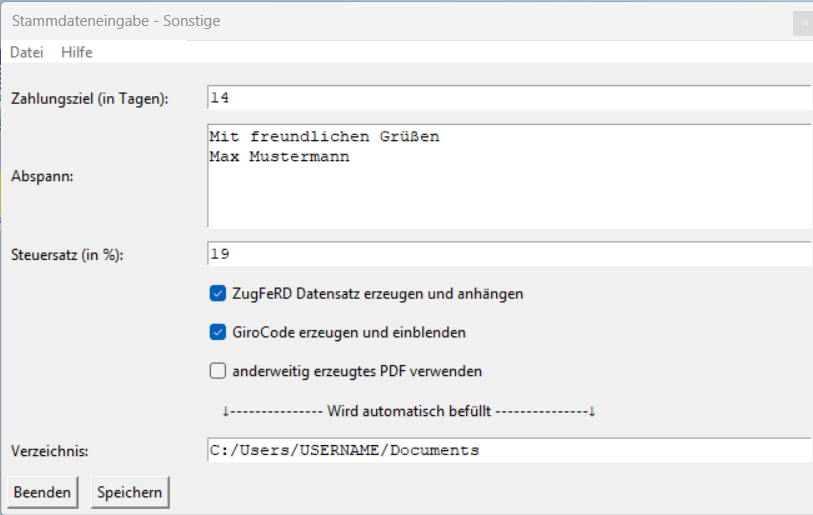 Stammdateneingabe - Sonstige
Datei Hilfe
Zahlungsziel (in Tagen): 14
Abspann:
Mit freundlichen Grüßen
Max Mustermann
Steuersatz (in %): 19
ZugFeRD Datensatz erzeugen und anhängen
GiroCode erzeugen und einblenden
anderweitig erzeugtes PDF verwenden
↓--------------- Wird automatisch befüllt ---------------↓
Verzeichnis: C:/Users/USERNAME/Documents
Beenden Speichern